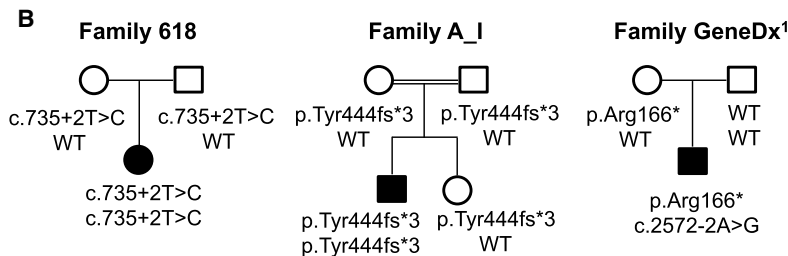 B
Family 618
c.735+2T>C
WT
c.735+2T>C
WT
c.735+2T>C
c.735+2T>C
Family A_I
p.Tyr444fs*3
WT
p.Tyr444fs*3
WT
p.Tyr444fs*3
p.Tyr444fs*3
p.Tyr444fs*3
WT
Family GeneDx¹
p.Arg166*
WT
WT
WT
p.Arg166*
c.2572-2A>G